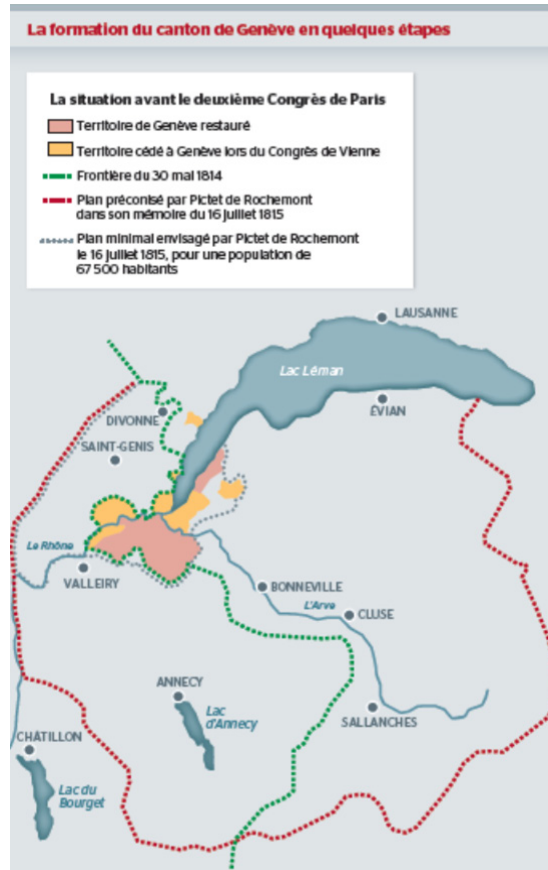 La formation du canton de Genève en quelques étapes
La situation avant le deuxième Congrès de Paris
Territoire de Genève restauré
Territoire cédé à Genève lors du Congrès de Vienne
Frontière du 30 mai 1814
Plan préconisé par Pictet de Rochemont
dans son mémoire du 16 juillet 1815
Plan minimal envisagé par Pictet de Rochemont
le 16 juillet 1815, pour une population de
67 500 habitants
LAUSANNE
Lac Léman
ÉVIAN
DIVONNE
SAINT-GENIS
Le Rhône
VALLEIRY
BONNEVILLE
L'Arve
CLUSE
ANNECY
Lac
d'Annecy
SALLANCHES
CHÂTILLON
Lac du
Bourget